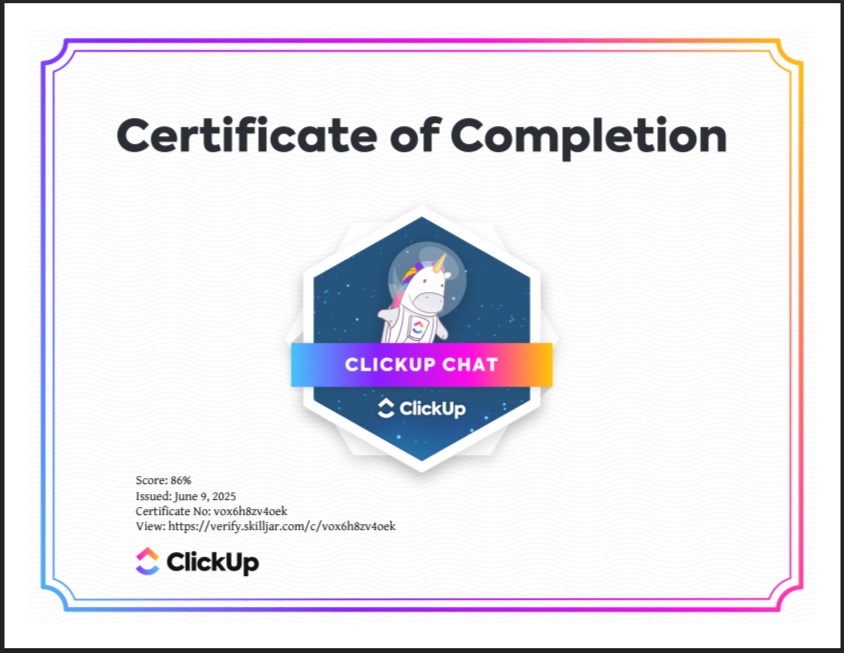 Certificate of Completion
CLICKUP CHAT
ClickUp
Score: 86%
Issued: June 9, 2025
Certificate No: vox6h8zv4oek
View: https://verify.skilljar.com/c/vox6h8zv4oek
ClickUp